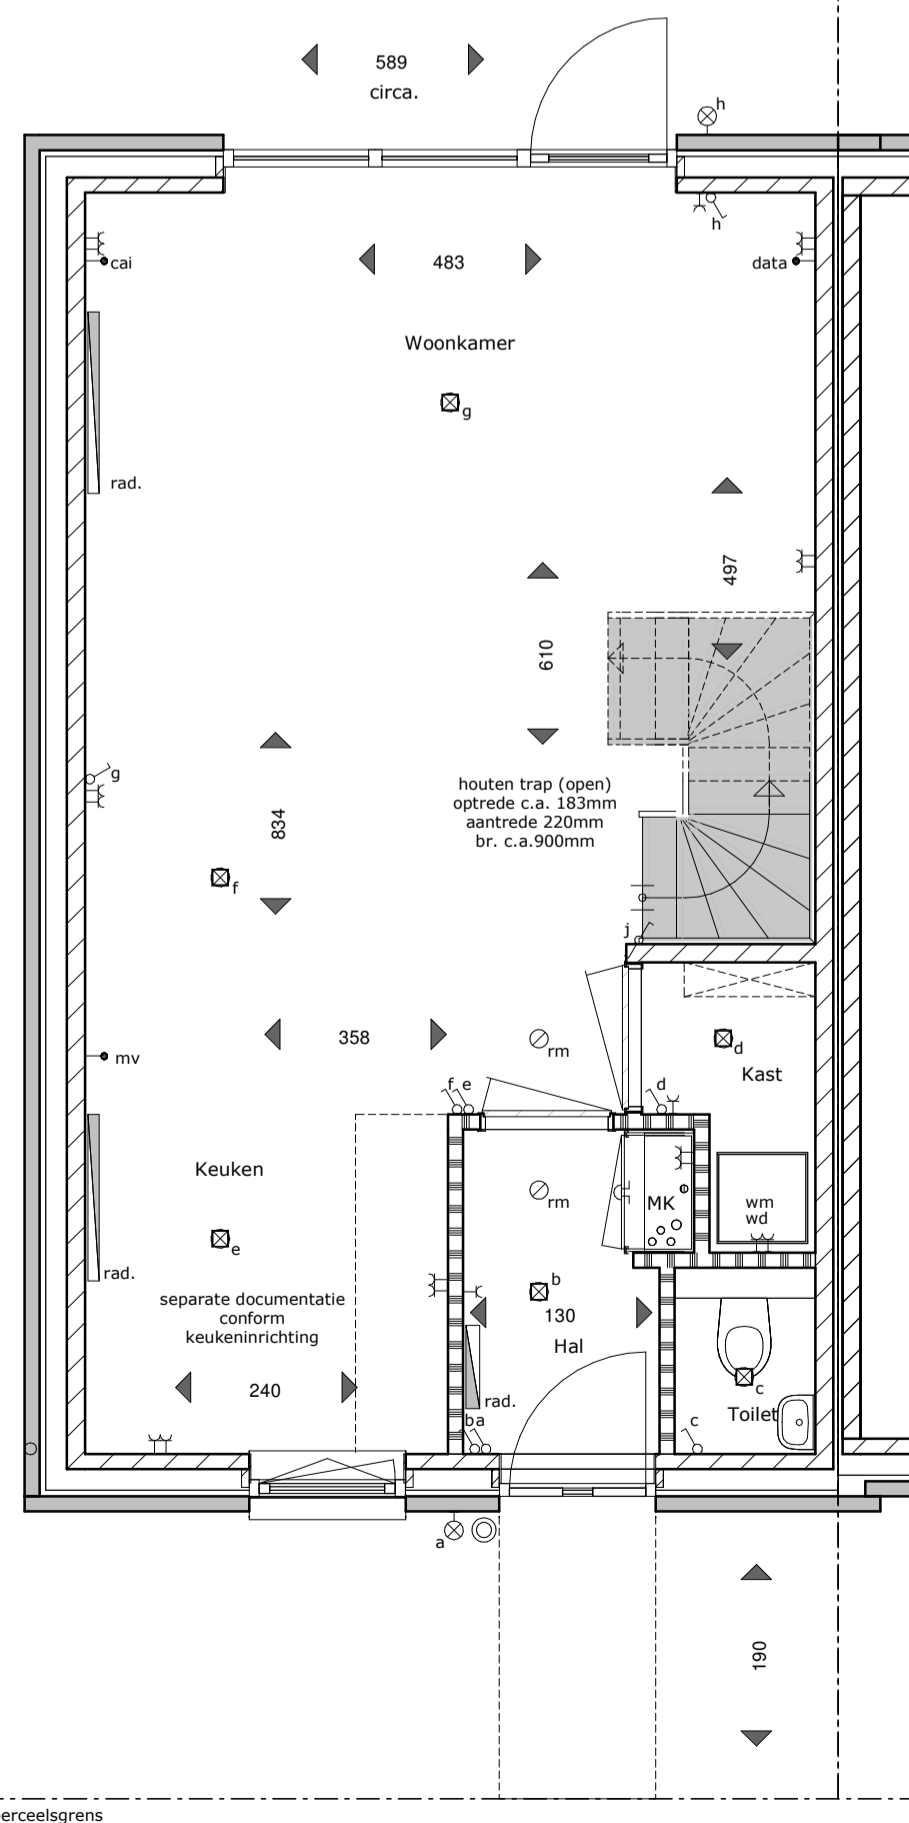 589
circa.
h
h
cai
483
data
Woonkamer
g
rad.
497
610
g
houten trap (open)
optrede c.a. 183mm
aantrede 220mm
br. c.a.900mm
834
f
j
358
rm
d
mv
Kast
f e
d
Keuken
rm
MK
wm
wd
e
rad.
b
separate documentatie
conform
keukeninrichting
130
Hal
240
c
rad.
Toilet
ba
c
a
190
erceelsgrens